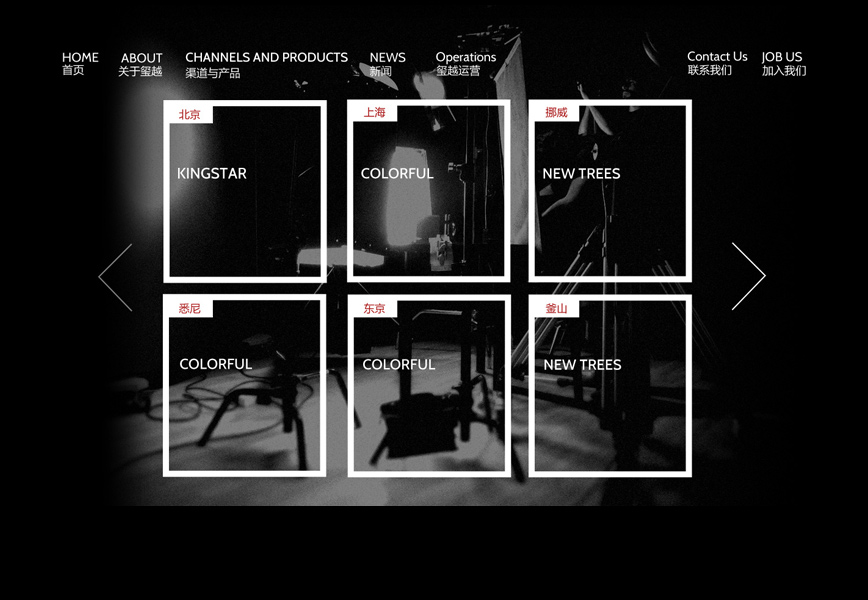 HOME
首页
ABOUT
关于玺越
CHANNELS AND PRODUCTS
渠道与产品
NEWS
新闻
Operations
玺越运营
Contact Us
联系我们
JOB US
加入我们
北京
KINGSTAR
上海
COLORFUL
挪威
NEW TREES
悉尼
COLORFUL
东京
COLORFUL
釜山
NEW TREES